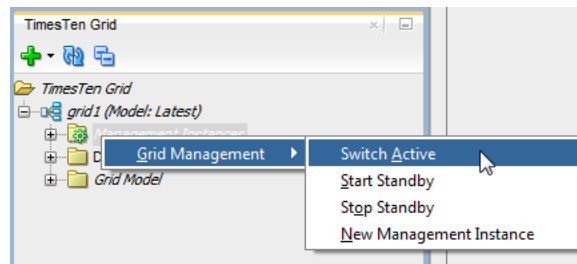 TimesTen Grid
TimesTen Grid
grid1 (Model: Latest)
Management Instances
D
Grid Management
Switch Active
Grid Model
Start Standby
Stop Standby
New Management Instance